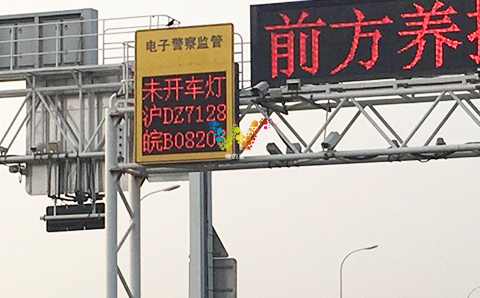 电子警察监管
未开车灯
沪DZ7128
皖B0820
前方养